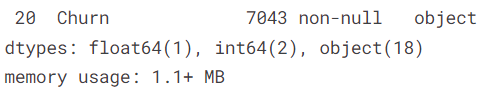 20  Churn             7043 non-null   object
dtypes: float64(1), int64(2), object(18)
memory usage: 1.1+ MB